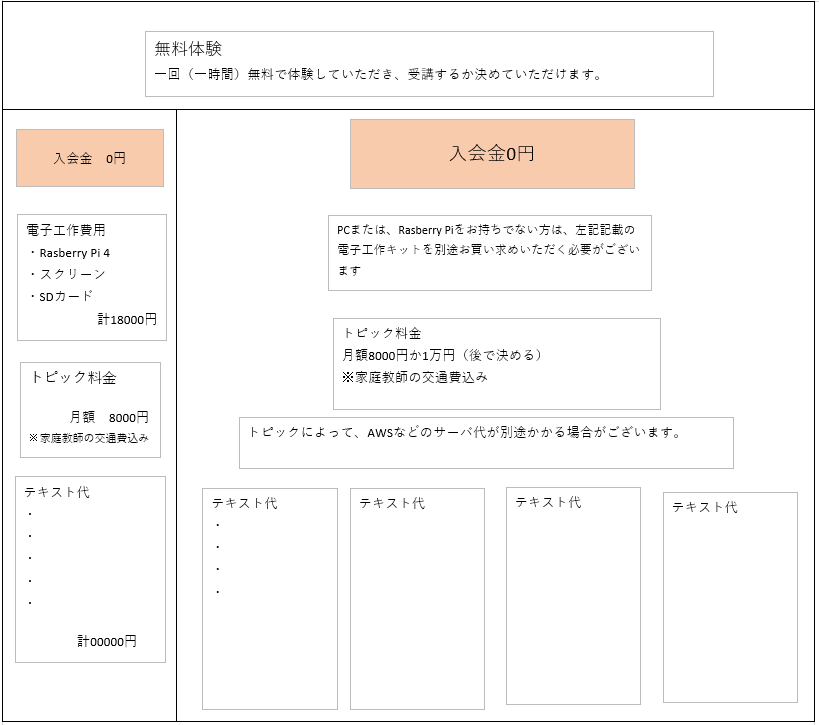 無料体験
一回（一時間）無料で体験していただき、受講するか決めていただけます。
入会金　0円
電子工作費用
・Rasberry Pi 4
・スクリーン
・SDカード
計18000円
トピック料金
月額　8000円
※家庭教師の交通費込み
テキスト代
・
・
・
・
・
計00000円
入会金0円
PCまたは、Rasberry Piをお持ちでない方は、左記記載の
電子工作キットを別途お買い求めいただく必要がござい
ます
トピック料金
月額8000円か1万円（後で決める）
※家庭教師の交通費込み
トピックによって、AWSなどのサーバ代が別途かかる場合がございます。
テキスト代
・
・
・
・
テキスト代
テキスト代
テキスト代